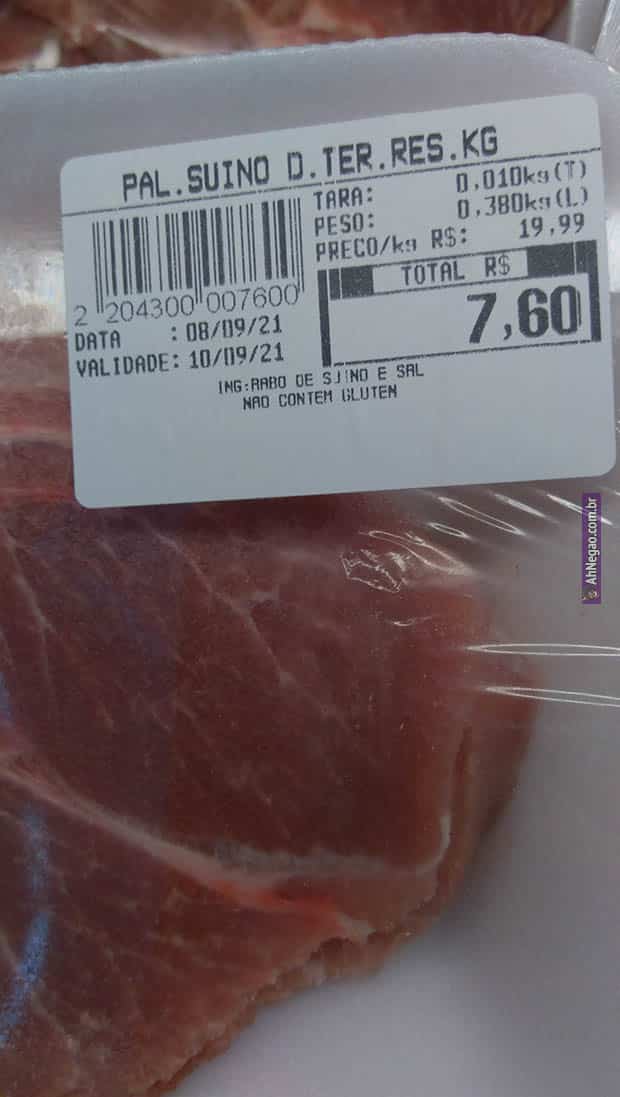 PAL.SUINO D.TER.RES.KG
TARA: 0,010kg(T)
PESO: 0,380kg(L)
PRECO/kg R$: 19,99
TOTAL R$
7,60
2 204300 007600
DATA : 08/09/21
VALIDADE: 10/09/21
ING:RABO DE SUINO E SAL
NAO CONTEM GLUTEN
AhNegao.com.br